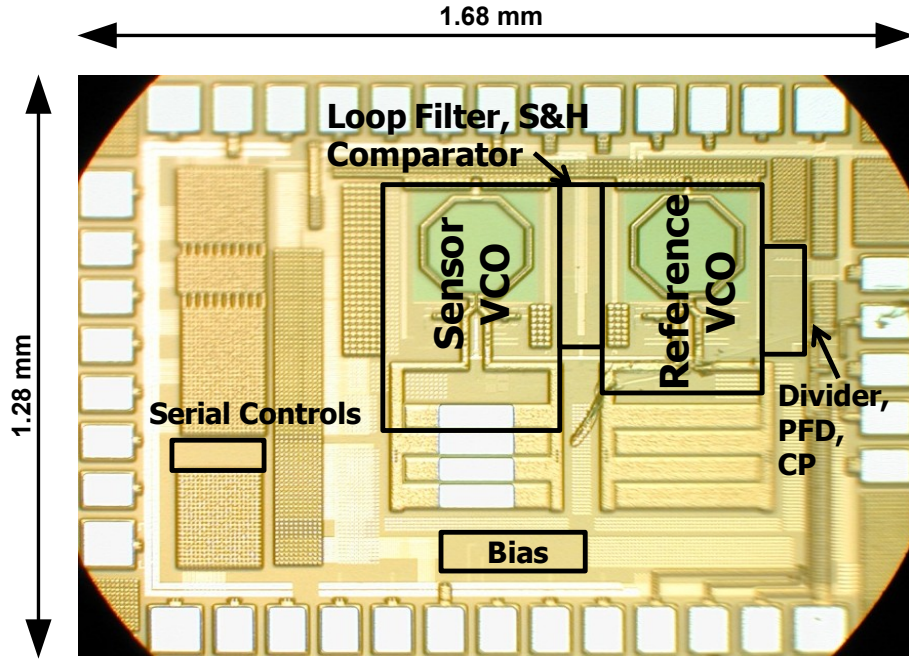 1.68 mm
1.28 mm
Loop Filter, S&H
Comparator
Sensor
VCO
Reference
VCO
Serial Controls
Divider,
PFD,
CP
Bias